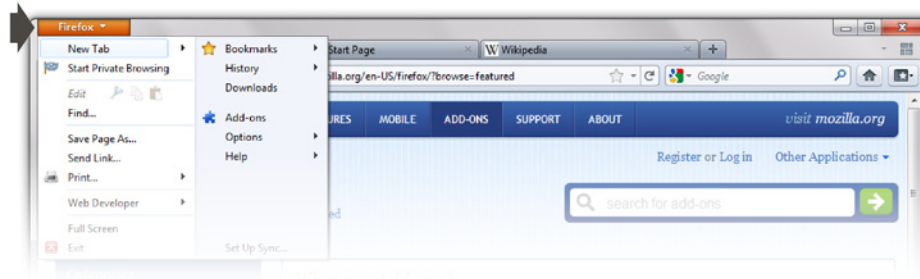 Firefox
New Tab
Start Private Browsing
Edit
Find...
Save Page As...
Send Link...
Print...
Web Developer
Full Screen
Exit
Bookmarks
History
Downloads
Add-ons
Options
Help
Set Up Sync...
Start Page
W Wikipedia
illa.org/en-US/firefox/?browse=featured
Google
URES MOBILE ADD-ONS SUPPORT ABOUT visit mozilla.org
Register or Log in Other Applications
search for add-ons
ed